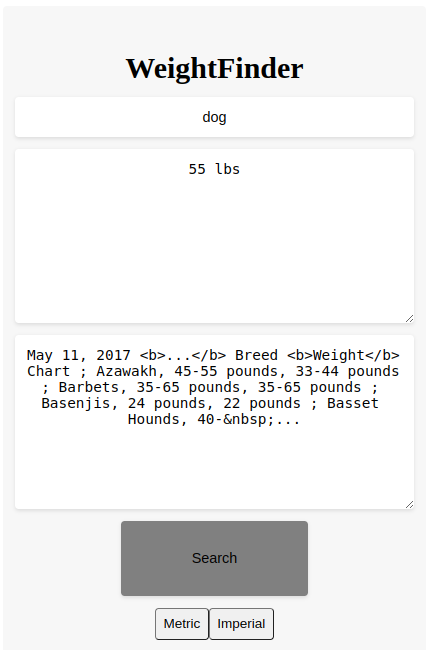 WeightFinder
dog
55 lbs
May 11, 2017 <b>...</b> Breed <b>Weight</b>
Chart ; Azawakh, 45-55 pounds, 33-44 pounds
; Barbets, 35-65 pounds, 35-65 pounds ;
Basenjis, 24 pounds, 22 pounds ; Basset
Hounds, 40-&nbsp;...
Search
Metric Imperial